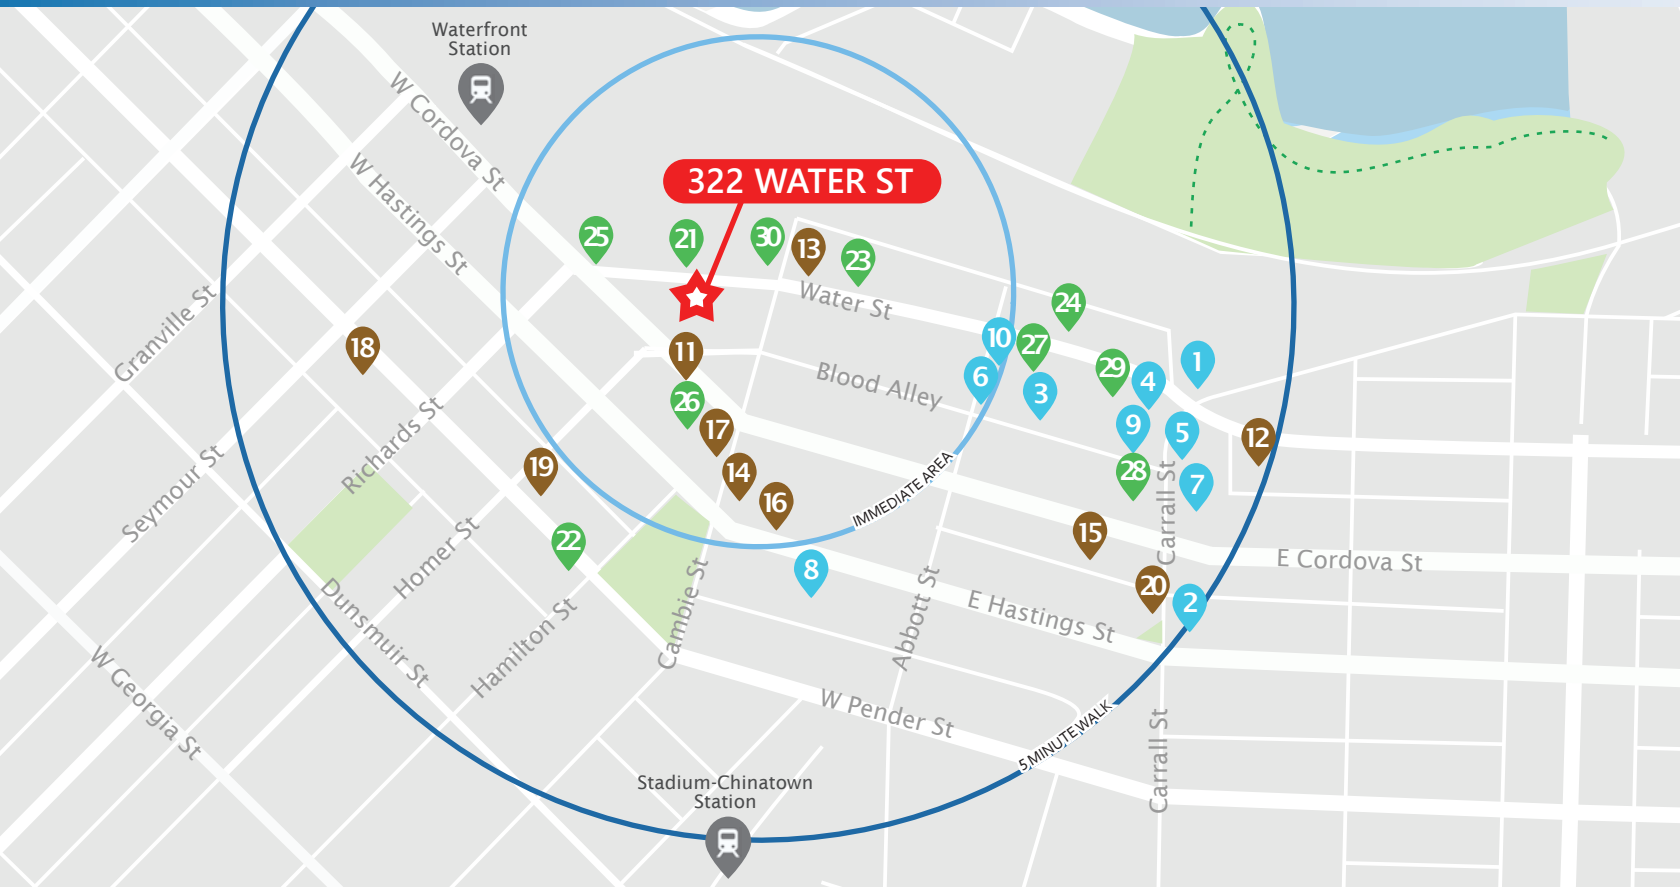 Waterfront
Station
W Cordova St
W Hastings St
322 WATER ST
25
21
30
13
23
Water St
24
10
27
1
18
11
Blood Alley
6
3
29
4
Granville St
26
17
9
5
12
Richards St
19
14
28
7
Seymour St
16
IMMEDIATE AREA
Carrall St
15
22
Homer St
8
E Cordova St
20
2
Dunsmuir St
Hamilton St
Cambie St
Abbott St
E Hastings St
W Georgia St
W Pender St
5 MINUTE WALK
Carrall St
Stadium-Chinatown
Station